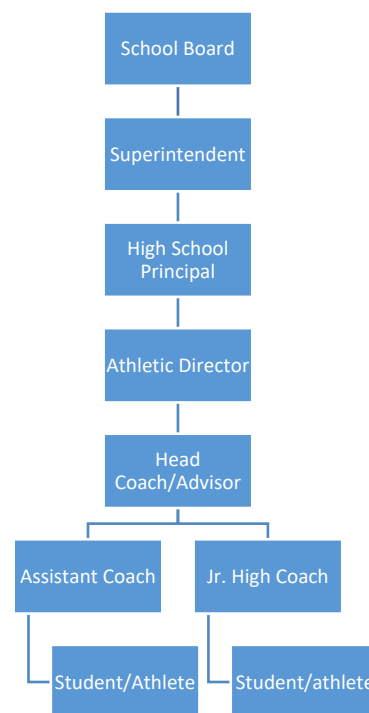 School Board
Superintendent
High School
Principal
Athletic Director
Head
Coach/Advisor
Assistant Coach
Jr. High Coach
Student/Athlete
Student/athlete